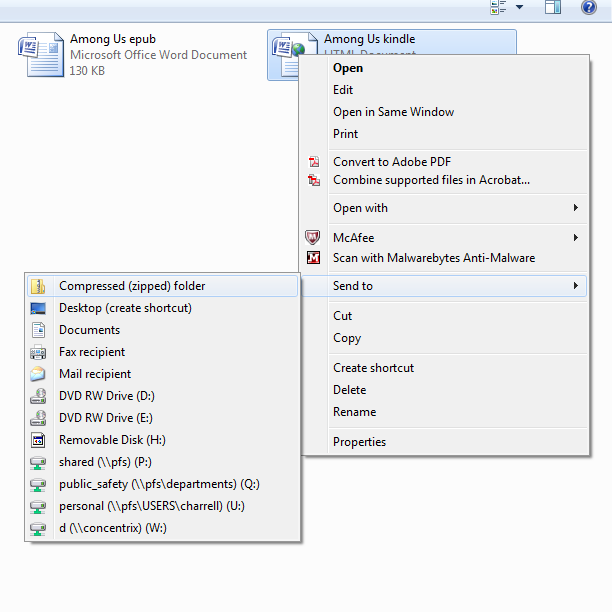 Among Us epub
Microsoft Office Word Document
130 KB
Among Us kindle
HTML Document
Open
Edit
Open in Same Window
Print
Convert to Adobe PDF
Combine supported files in Acrobat...
Open with
McAfee
Scan with Malwarebytes Anti-Malware
Send to
Cut
Copy
Create shortcut
Delete
Rename
Properties
Compressed (zipped) folder
Desktop (create shortcut)
Documents
Fax recipient
Mail recipient
DVD RW Drive (D:)
DVD RW Drive (E:)
Removable Disk (H:)
shared (\\pfs) (P:)
public_safety (\\pfs\departments) (Q:)
personal (\\pfs\USERS\charrell) (U:)
d (\\concentrix) (W:)